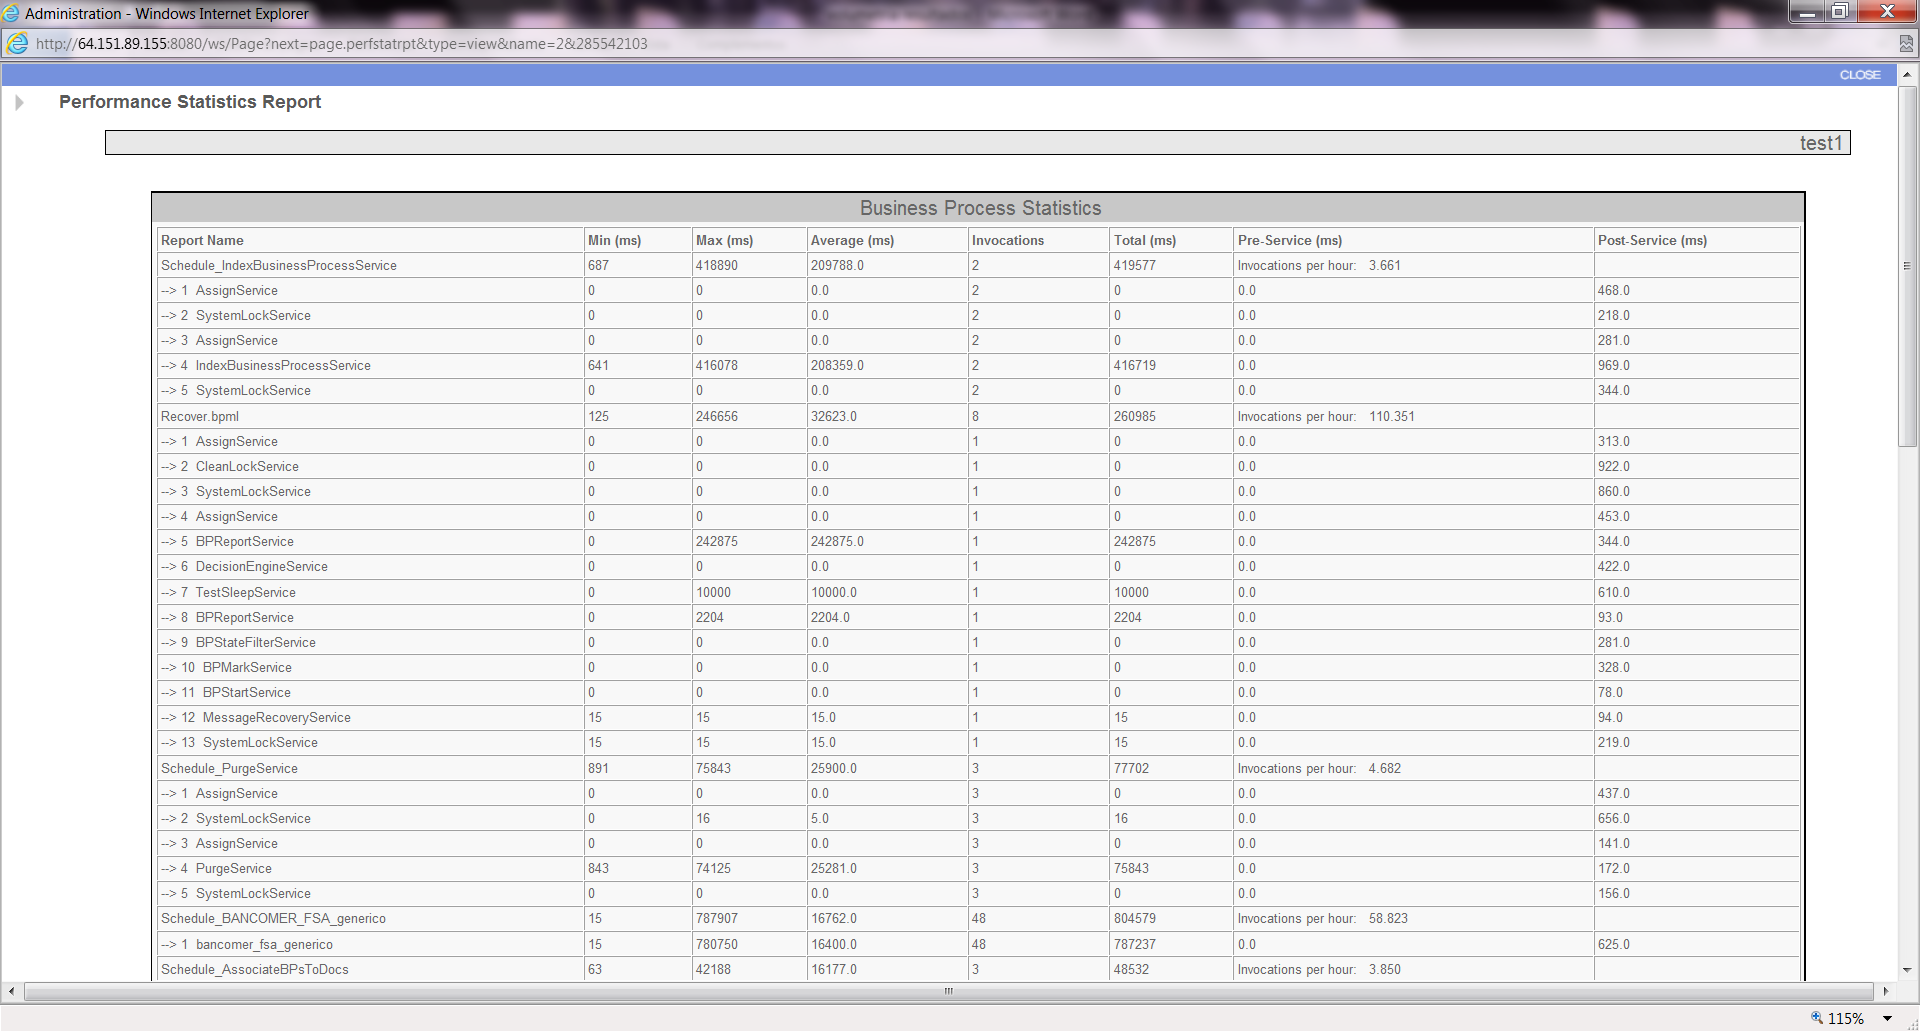 Administration - Windows Internet Explorer
http://64.151.89.155:8080/ws/Page?next=page.perfstatrpt&type=view&name=2&285542103
CLOSE
Performance Statistics Report
test1
Business Process Statistics
Report Name Min (ms) Max (ms) Average (ms) Invocations Total (ms) Pre-Service (ms) Post-Service (ms)
Schedule_IndexBusinessProcessService 687 418890 209788.0 2 419577 Invocations per hour: 3.661
--> 1 AssignService 0 0 0.0 2 0 0.0 468.0
--> 2 SystemLockService 0 0 0.0 2 0 0.0 218.0
--> 3 AssignService 0 0 0.0 2 0 0.0 281.0
--> 4 IndexBusinessProcessService 641 416078 208359.0 2 416719 0.0 969.0
--> 5 SystemLockService 0 0 0.0 2 0 0.0 344.0
Recover.bpml 125 246656 32623.0 8 260985 Invocations per hour: 110.351
--> 1 AssignService 0 0 0.0 1 0 0.0 313.0
--> 2 CleanLockService 0 0 0.0 1 0 0.0 922.0
--> 3 SystemLockService 0 0 0.0 1 0 0.0 860.0
--> 4 AssignService 0 0 0.0 1 0 0.0 453.0
--> 5 BPReportService 0 242875 242875.0 1 242875 0.0 344.0
--> 6 DecisionEngineService 0 0 0.0 1 0 0.0 422.0
--> 7 TestSleepService 0 10000 10000.0 1 10000 0.0 610.0
--> 8 BPReportService 0 2204 2204.0 1 2204 0.0 93.0
--> 9 BPStateFilterService 0 0 0.0 1 0 0.0 281.0
--> 10 BPMarkService 0 0 0.0 1 0 0.0 328.0
--> 11 BPStartService 0 0 0.0 1 0 0.0 78.0
--> 12 MessageRecoveryService 15 15 15.0 1 15 0.0 94.0
--> 13 SystemLockService 15 15 15.0 1 15 0.0 219.0
Schedule_PurgeService 891 75843 25900.0 3 77702 Invocations per hour: 4.682
--> 1 AssignService 0 0 0.0 3 0 0.0 437.0
--> 2 SystemLockService 0 16 5.0 3 16 0.0 656.0
--> 3 AssignService 0 0 0.0 3 0 0.0 141.0
--> 4 PurgeService 843 74125 25281.0 3 75843 0.0 172.0
--> 5 SystemLockService 0 0 0.0 3 0 0.0 156.0
Schedule_BANCOMER_FSA_generico 15 787907 16762.0 48 804579 Invocations per hour: 58.823
--> 1 bancomer_fsa_generico 15 780750 16400.0 48 787237 0.0 625.0
Schedule_AssociateBPsToDocs 63 42188 16177.0 3 48532 Invocations per hour: 3.850
115%